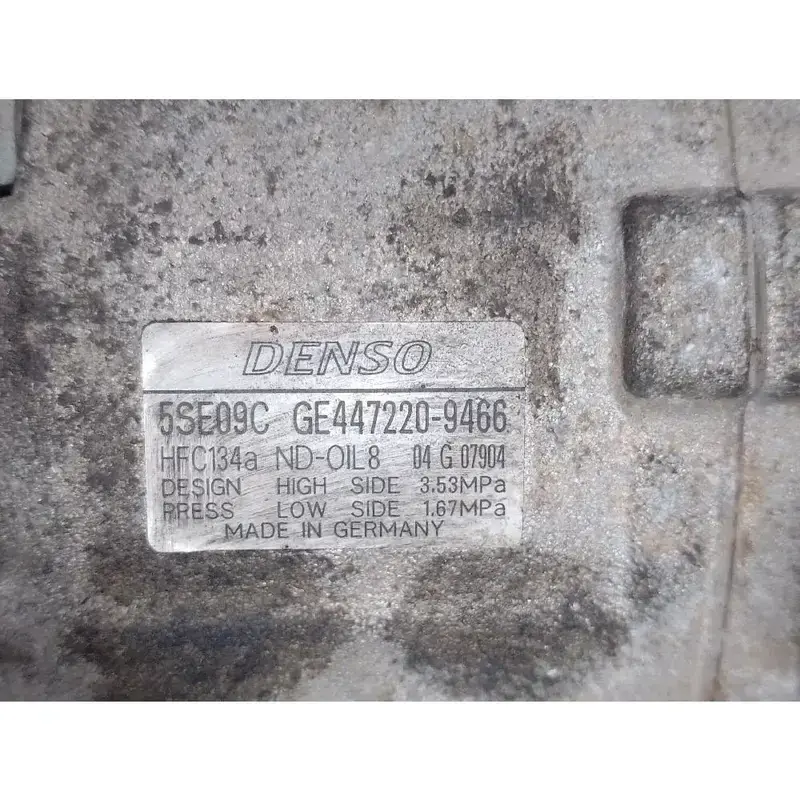 DENSO
5SE09C GE447220-9466
HFC134a ND-OIL8 04 G 07904
DESIGN HIGH SIDE 3.53MPa
PRESS LOW SIDE 1.67MPa
MADE IN GERMANY